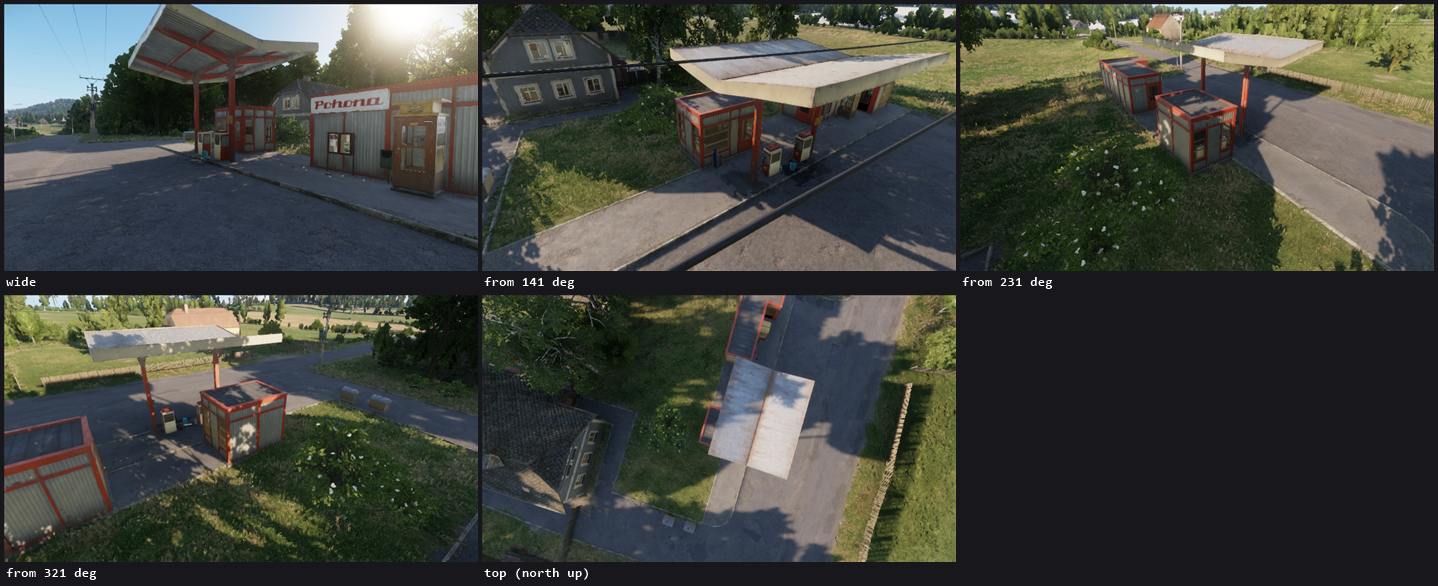 Pohona
wide
from 141 deg
from 231 deg
from 321 deg
top (north up)